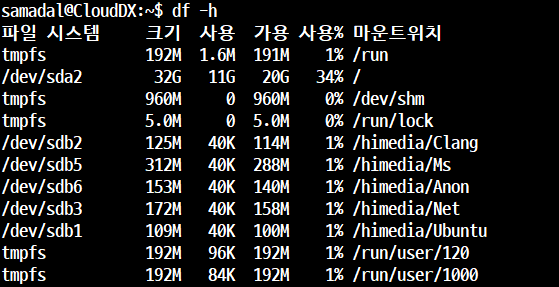 samadal@CloudDX:~$ df -h
파일 시스템 크기 사용 가용 사용% 마운트위치
tmpfs 192M 1.6M 191M 1% /run
/dev/sda2 32G 11G 20G 34% /
tmpfs 960M 0 960M 0% /dev/shm
tmpfs 5.0M 0 5.0M 0% /run/lock
/dev/sdb2 125M 40K 114M 1% /himedia/Clang
/dev/sdb5 312M 40K 288M 1% /himedia/Ms
/dev/sdb6 153M 40K 140M 1% /himedia/Anon
/dev/sdb3 172M 40K 158M 1% /himedia/Net
/dev/sdb1 109M 40K 100M 1% /himedia/Ubuntu
tmpfs 192M 96K 192M 1% /run/user/120
tmpfs 192M 84K 192M 1% /run/user/1000